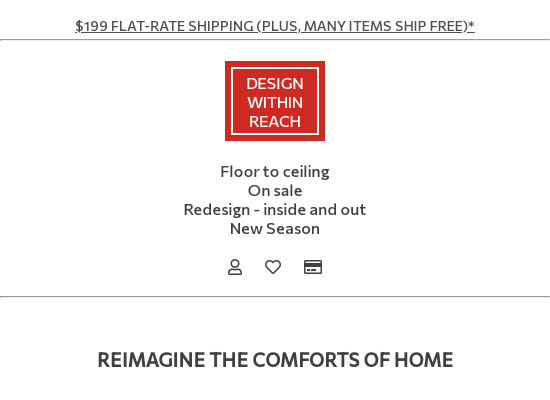 $199 FLAT-RATE SHIPPING (PLUS, MANY ITEMS SHIP FREE)*
DESIGN
WITHIN
REACH
Floor to ceiling
On sale
Redesign - inside and out
New Season
REIMAGINE THE COMFORTS OF HOME